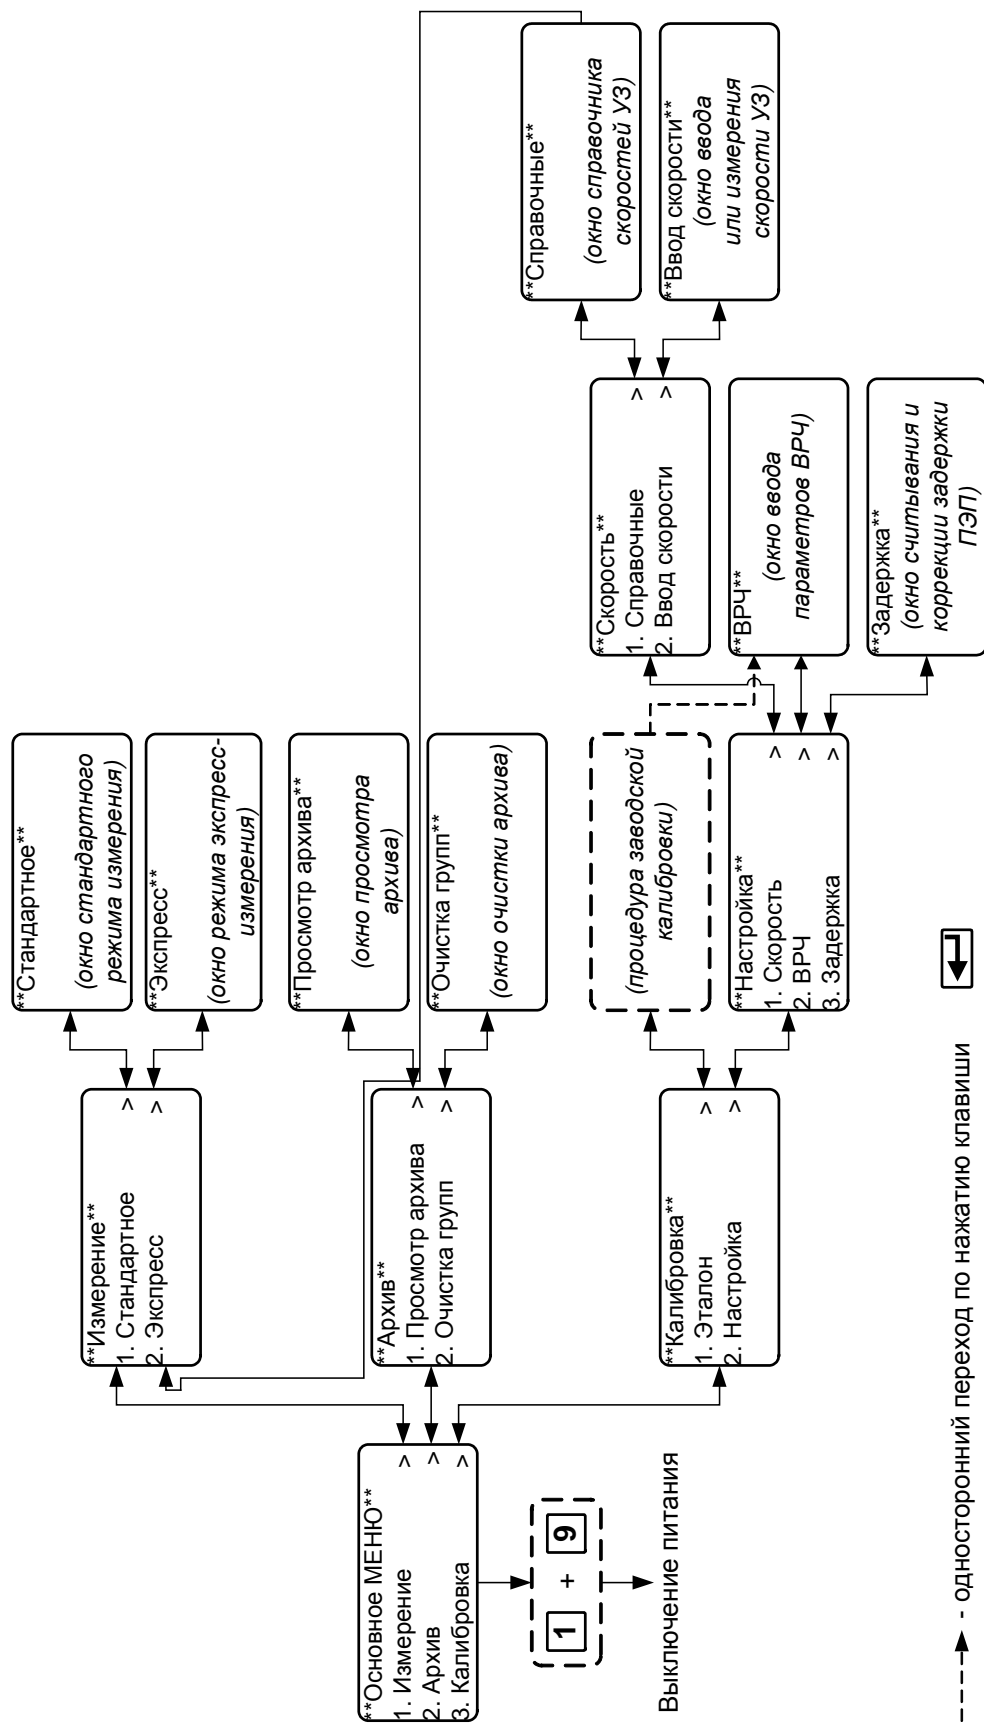 **Основное МЕНЮ**
1. Измерение >
2. Архив >
3. Калибровка >
1 + 9
Выключение питания
**Измерение**
1. Стандартное >
2. Экспресс >
**Архив**
1. Просмотр архива >
2. Очистка групп >
**Калибровка**
1. Эталон >
2. Настройка >
**Стандартное**
(окно стандартного
режима измерения)
**Экспресс**
(окно режима экспресс-
измерения)
**Просмотр архива**
(окно просмотра
архива)
**Очистка групп**
(окно очистки архива)
(процедура заводской
калибровки)
**Настройка**
1. Скорость >
2. ВРЧ >
3. Задержка >
**Скорость**
1. Справочные >
2. Ввод скорости >
**ВРЧ**
(окно ввода
параметров ВРЧ)
**Задержка**
(окно считывания и
коррекции задержки
ПЭП)
**Справочные**
(окно справочника
скоростей УЗ)
**Ввод скорости**
(окно ввода
или измерения
скорости УЗ)
- односторонний переход по нажатию клавиши